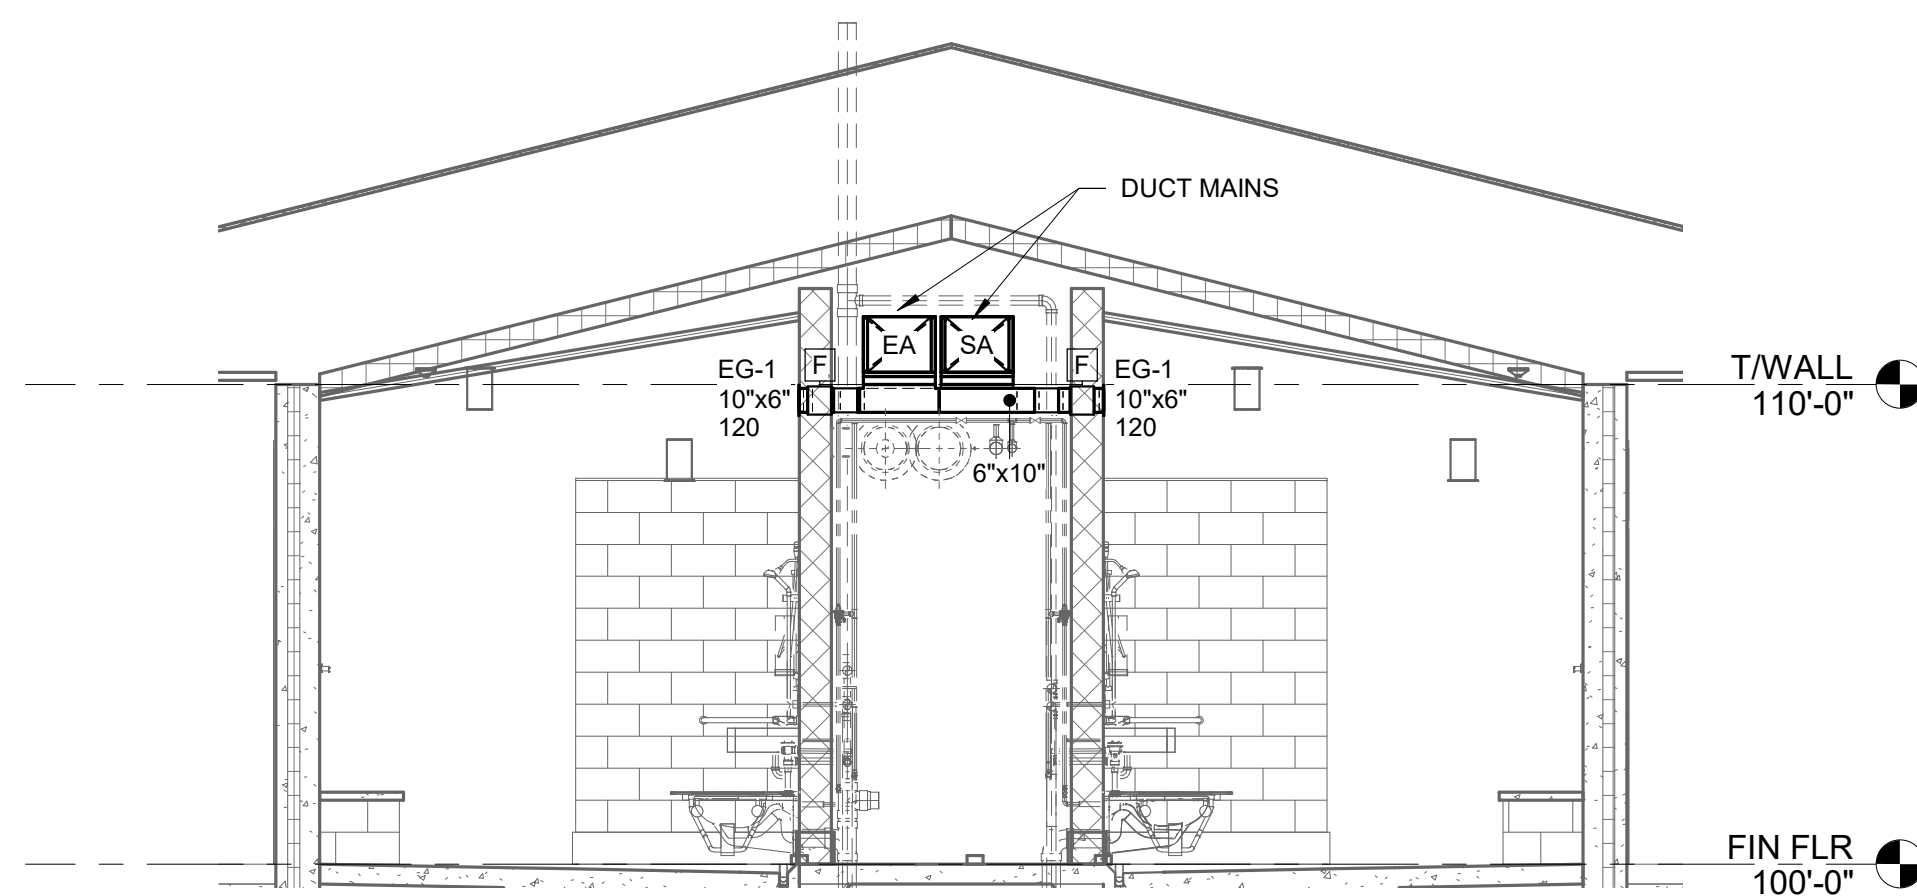 DUCT MAINS
EA
SA
F
F
EG-1
10"x6"
120
EG-1
10"x6"
120
6"x10"
T/WALL
110'-0"
FIN FLR
100'-0"